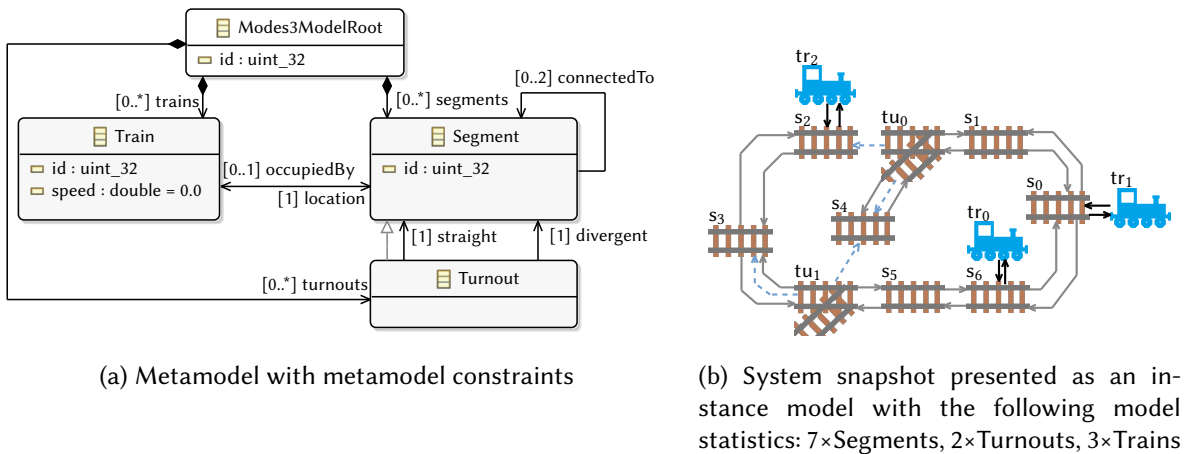 Modes3ModelRoot
id : uint_32
[0..*] trains
[0..*] segments
[0..2] connectedTo
Train
id : uint_32
speed : double = 0.0
[0..1] occupiedBy
[1] location
Segment
id : uint_32
[1] straight
[1] divergent
[0..*] turnouts
Turnout
(a) Metamodel with metamodel constraints
tr2
s2
tu0
s1
s0
tr1
s3
s4
tr0
tu1
s5
s6
(b) System snapshot presented as an in-
stance model with the following model
statistics: 7×Segments, 2×Turnouts, 3×Trains